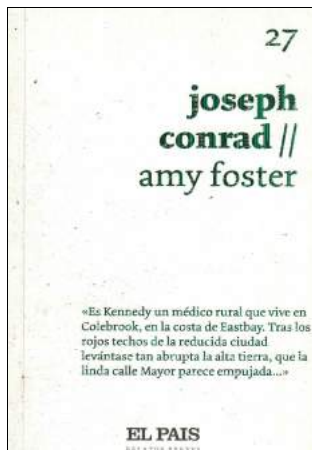 27
joseph
conrad //
amy foster
«Es Kennedy un médico rural que vive en
Colebrook, en la costa de Eastbay. Tras los
rojos techos de la reducida ciudad
levántase tan abrupta la alta tierra, que la
linda calle Mayor parece empujada...»
EL PAIS